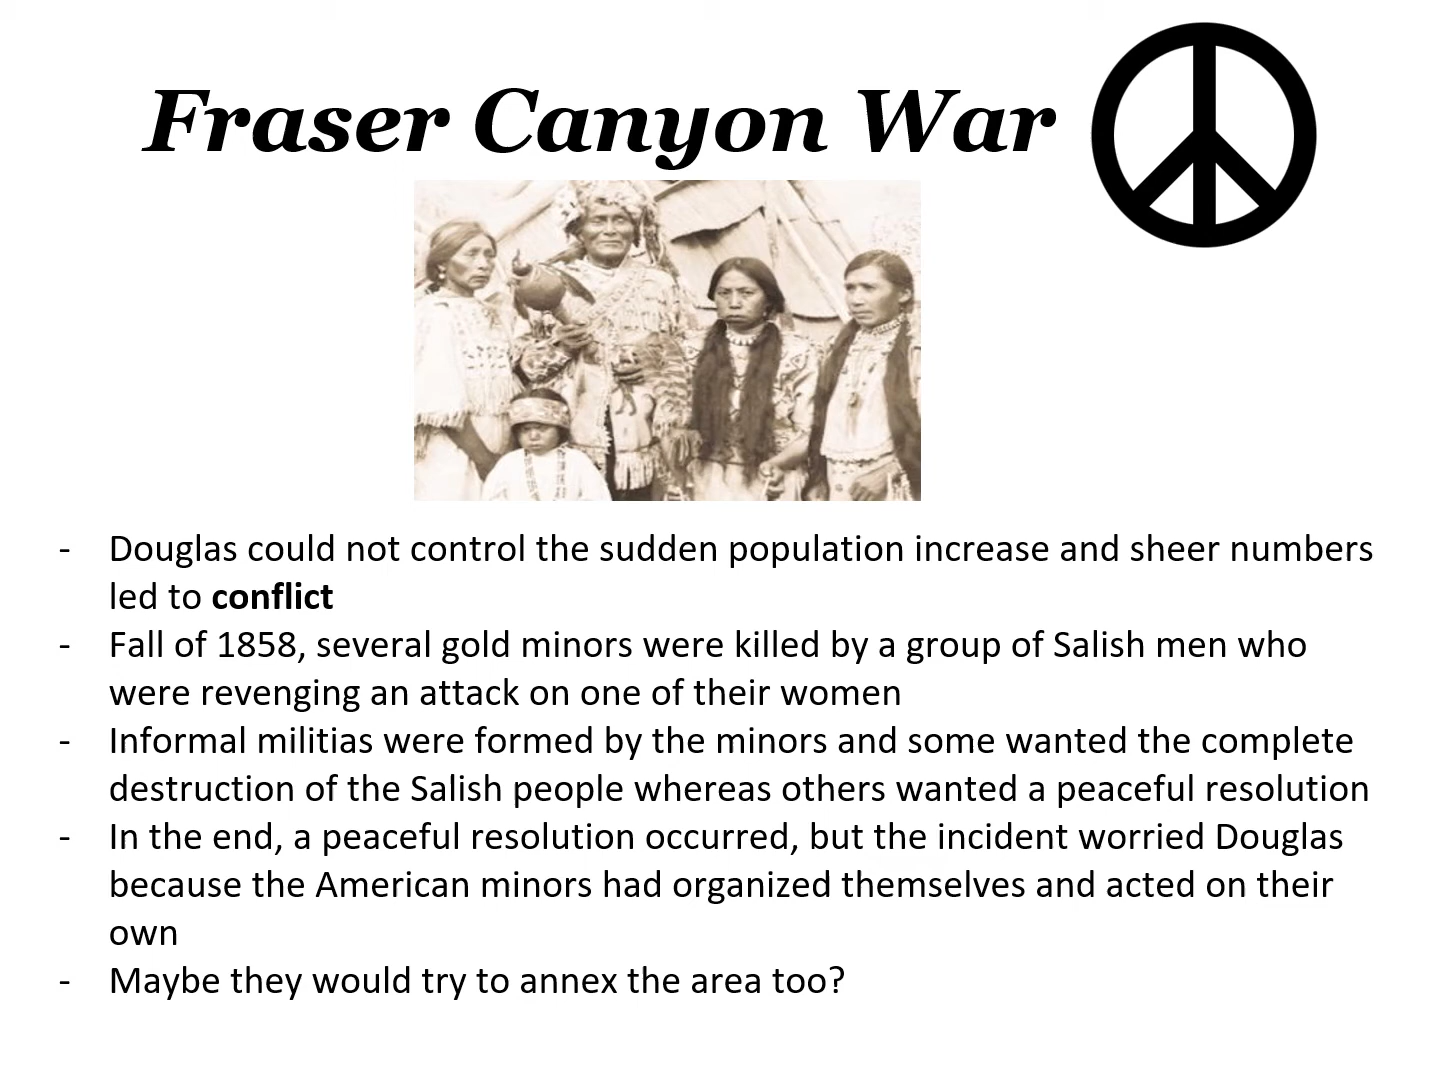 Fraser Canyon War
- Douglas could not control the sudden population increase and sheer numbers
led to conflict
- Fall of 1858, several gold minors were killed by a group of Salish men who
were revenging an attack on one of their women
- Informal militias were formed by the minors and some wanted the complete
destruction of the Salish people whereas others wanted a peaceful resolution
- In the end, a peaceful resolution occurred, but the incident worried Douglas
because the American minors had organized themselves and acted on their
own
- Maybe they would try to annex the area too?